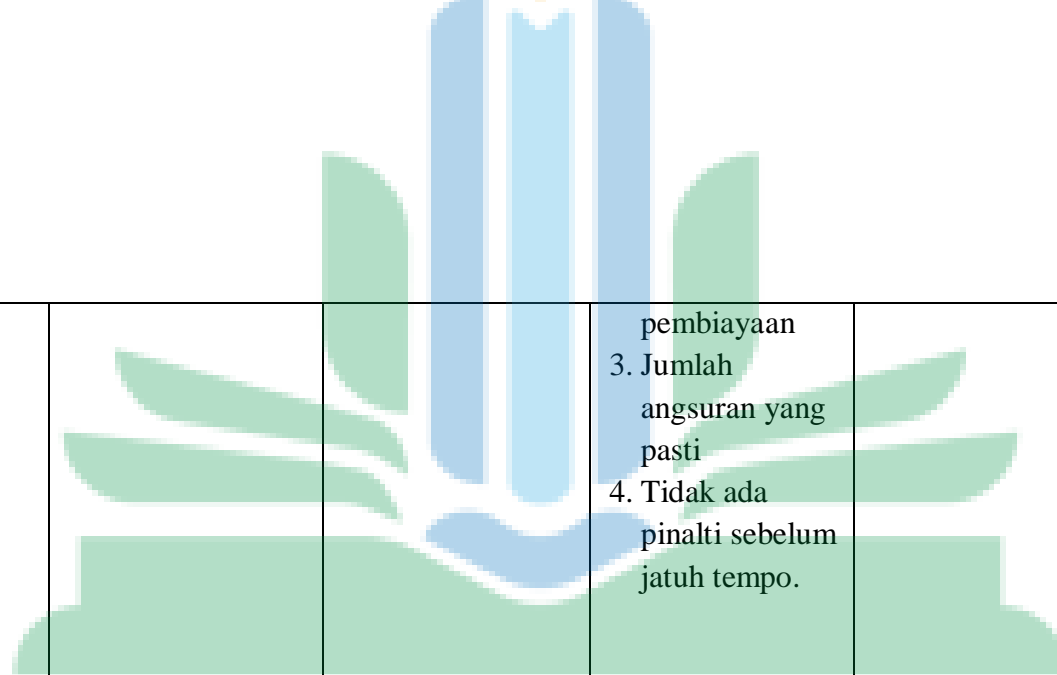 pembiayaan
3. Jumlah
angsuran yang
pasti
4. Tidak ada
pinalti sebelum
jatuh tempo.